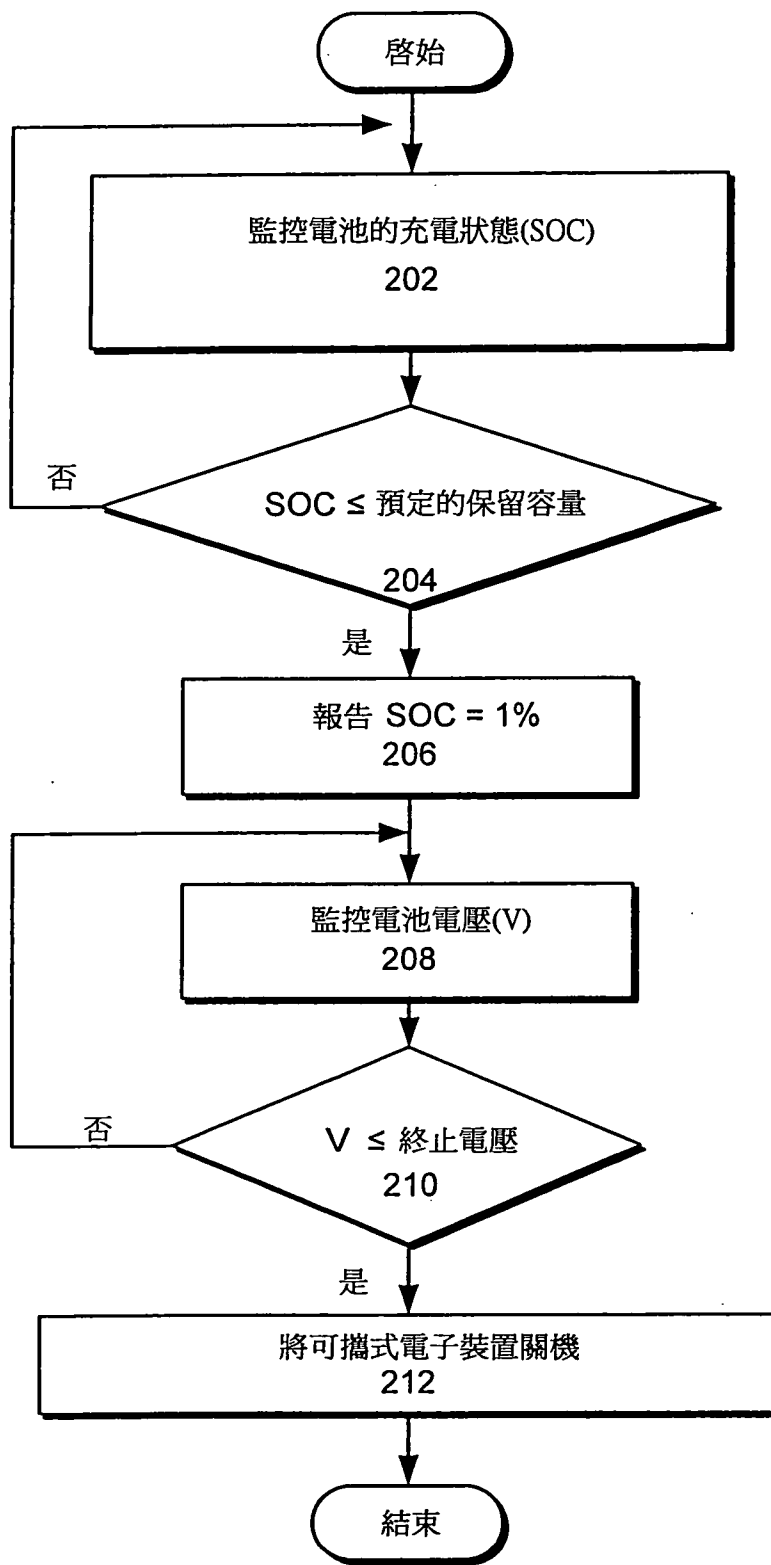 啓始
監控電池的充電狀態(SOC)
202
否
SOC ≤ 預定的保留容量
204
是
報告 SOC = 1%
206
監控電池電壓(V)
208
否
V ≤ 終止電壓
210
是
將可攜式電子裝置關機
212
結束